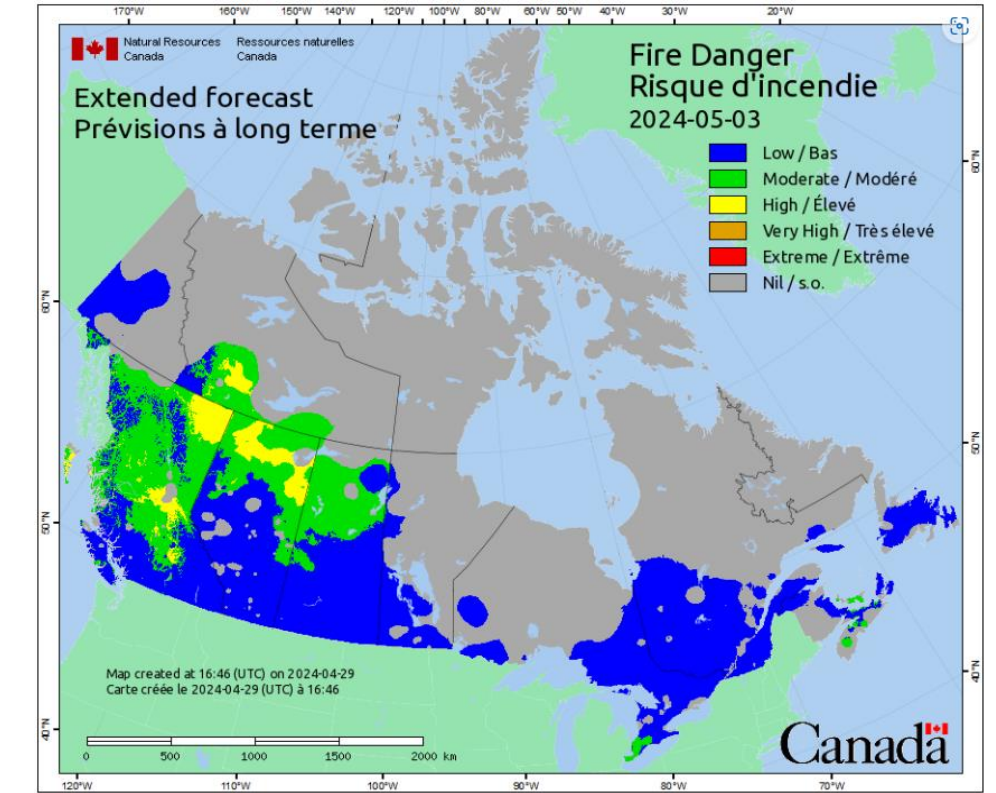 170°W 160°W 150°W 140°W 120°W 100°W 80°W 60°W 50°W 40°W 30°W 20°W
Natural Resources Ressources naturelles
Canada Canada
Extended forecast
Prévisions à long terme
Fire Danger
Risque d'incendie
2024-05-03
Low / Bas
Moderate / Modéré
High / Élevé
Very High / Très élevé
Extreme / Extrême
Nil / s.o.
60°N 60°N
50°N 50°N
40°N 40°N
Map created at 16:46 (UTC) on 2024-04-29
Carte créée le 2024-04-29 (UTC) à 16:46
0 500 1000 1500 2000 km
Canada
120°W 110°W 100°W 90°W 80°W 70°W